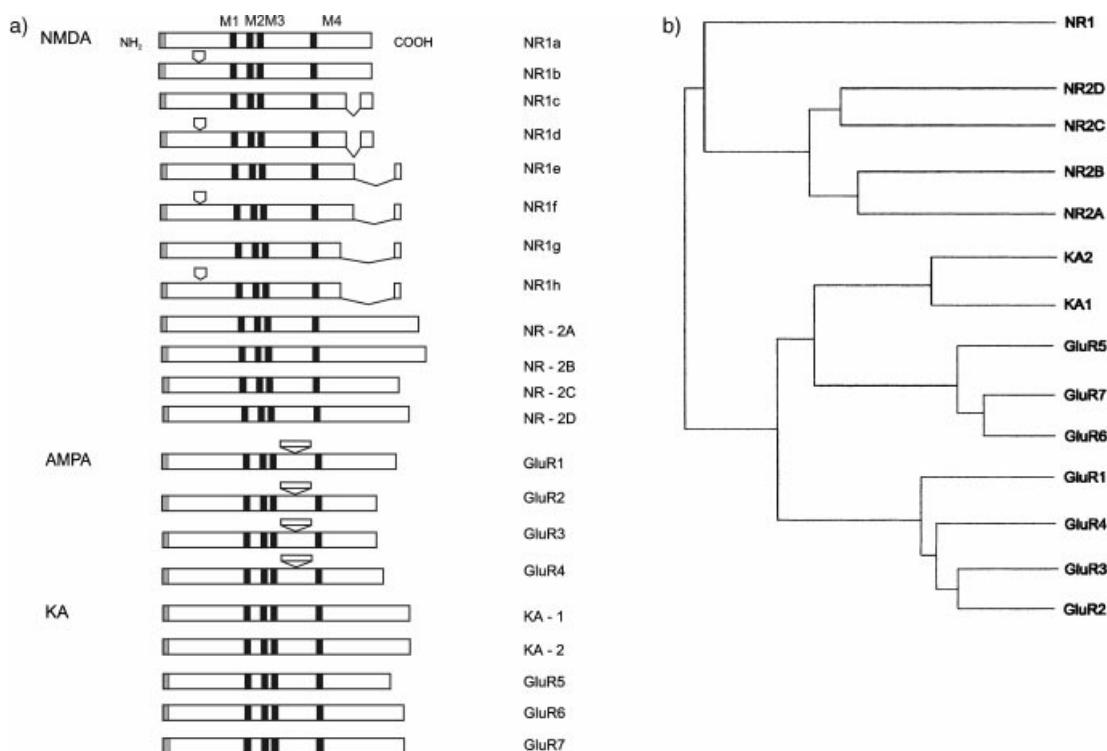 a)
M1 M2 M3 M4
NMDA NH2 COOH NR1a
NR1b
NR1c
NR1d
NR1e
NR1f
NR1g
NR1h
NR - 2A
NR - 2B
NR - 2C
NR - 2D
AMPA GluR1
GluR2
GluR3
GluR4
KA KA - 1
KA - 2
GluR5
GluR6
GluR7
b)
NR1
NR2D
NR2C
NR2B
NR2A
KA2
KA1
GluR5
GluR7
GluR6
GluR1
GluR4
GluR3
GluR2